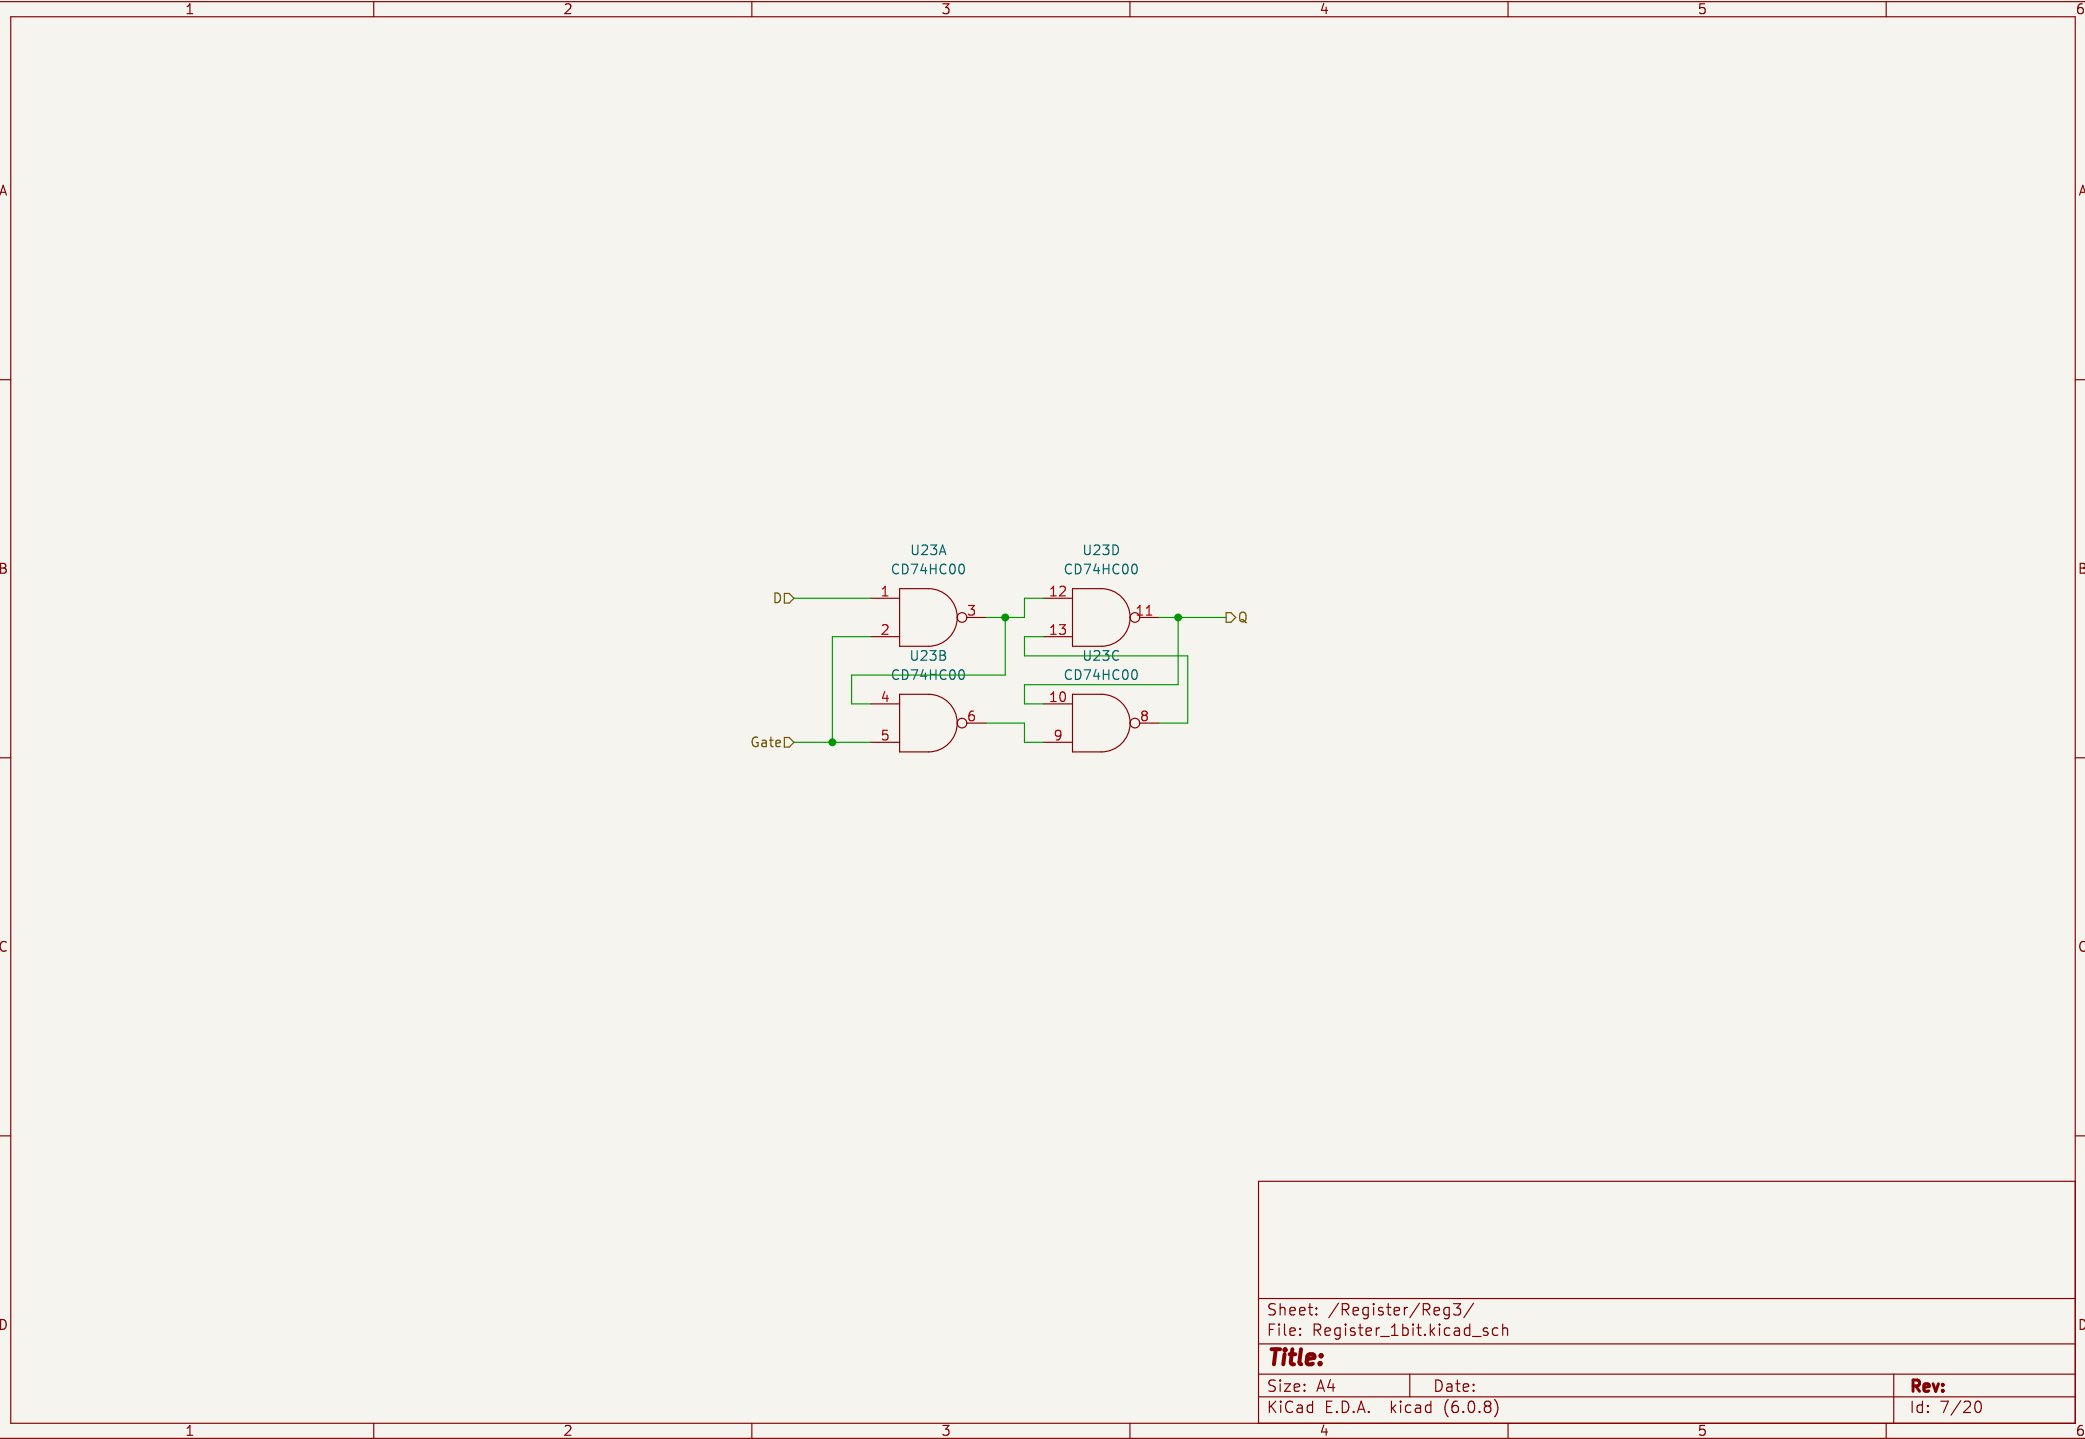 1 2 3 4 5 6
A A
B B
U23A U23D
CD74HC00 CD74HC00
D 1 3 12 11 Q
2 13
U23B U23C
CD74HC00 CD74HC00
4 6 10 8
Gate 5 9
C C
Sheet: /Register/Reg3/
D D
File: Register_1bit.kicad_sch
Title:
Size: A4 Date: Rev:
KiCad E.D.A. kicad (6.0.8) Id: 7/20
1 2 3 4 5 6